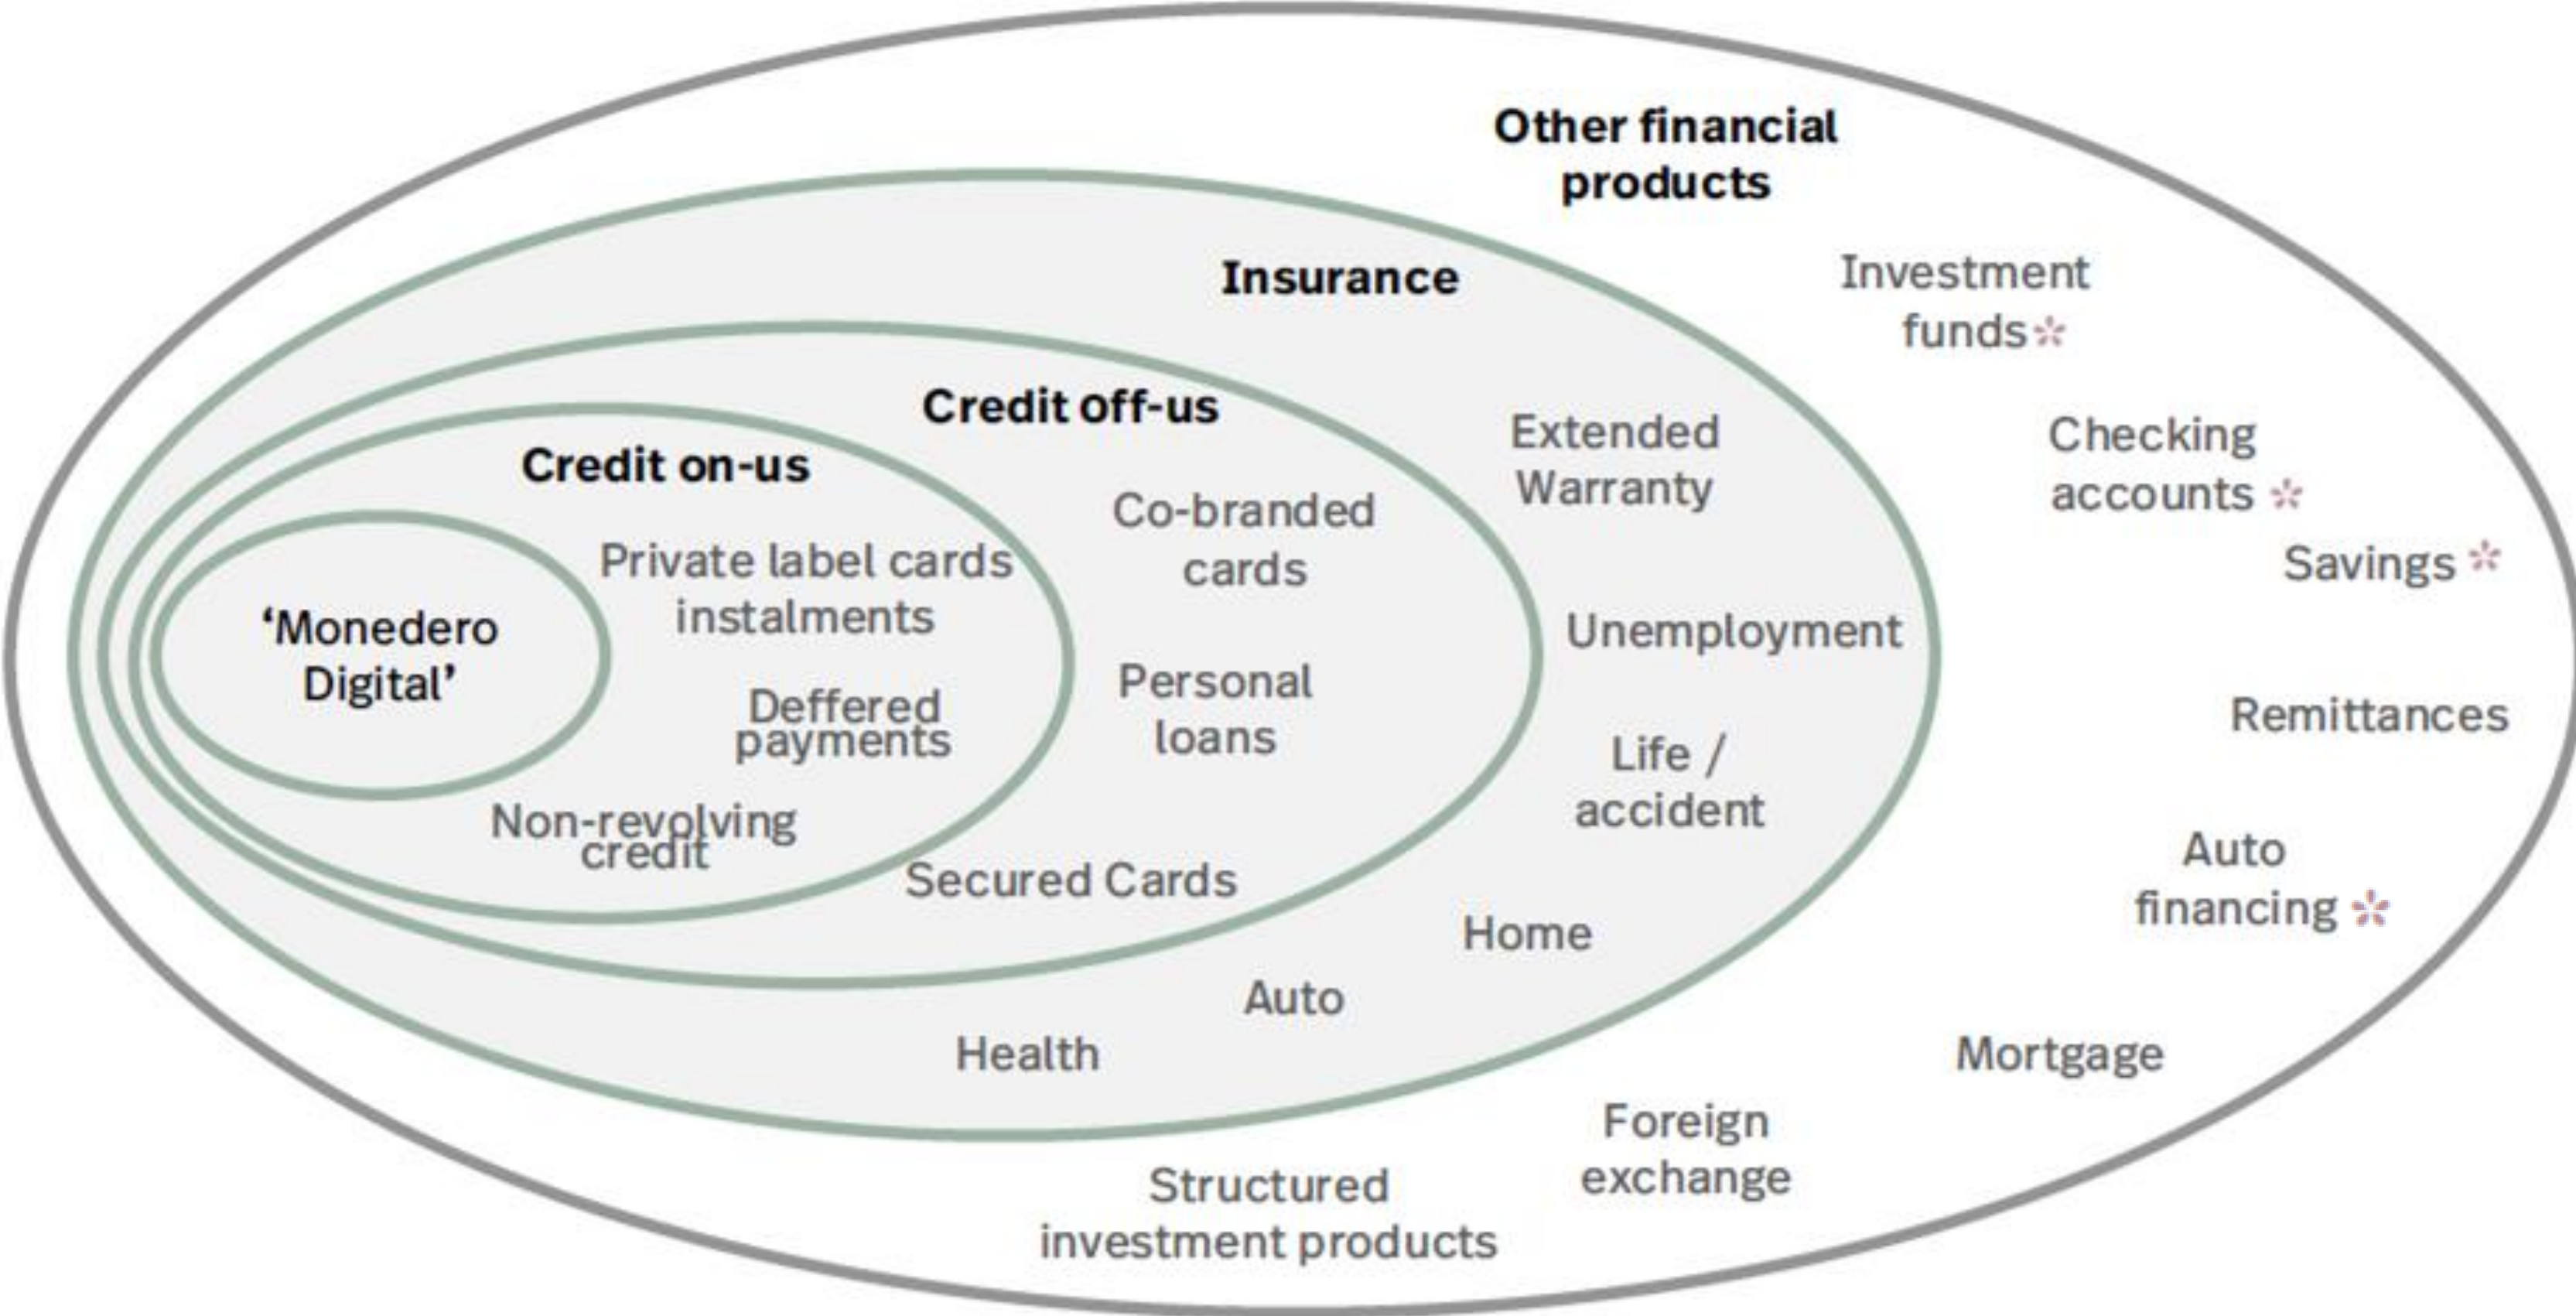 Other financial
products
Insurance
Investment
funds*
Credit off-us
Extended
Warranty
Checking
accounts *
Credit on-us
Co-branded
cards
Private label cards
instalments
Savings *
‘Monedero
Digital’
Unemployment
Personal
loans
Deffered
payments
Remittances
Life /
accident
Non-revolving
credit
Auto
financing *
Secured Cards
Home
Auto
Health
Mortgage
Foreign
exchange
Structured
investment products